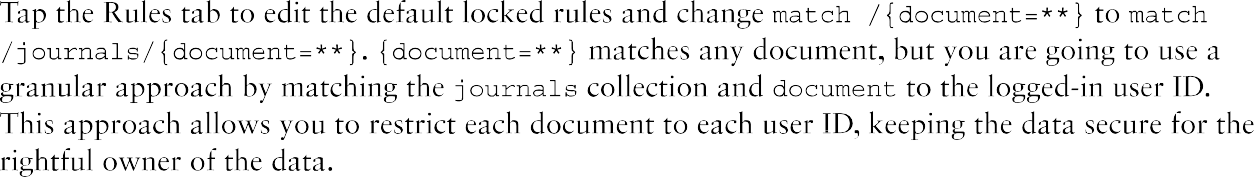 Tap the Rules tab to edit the default locked rules and change match /{document=**} to match
/journals/{document=**}. {document=**} matches any document, but you are going to use a
granular approach by matching the journals collection and document to the logged-in user ID.
This approach allows you to restrict each document to each user ID, keeping the data secure for the
rightful owner of the data.